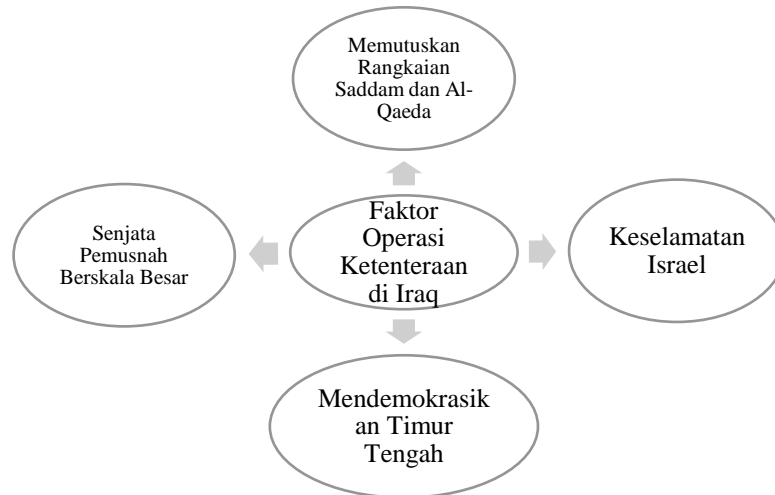 Memutuskan
Rangkaian
Saddam dan Al-
Qaeda
Senjata
Pemusnah
Berskala Besar
Faktor
Operasi
Ketenteraan
di Iraq
Keselamatan
Israel
Mendemokrasik
an Timur
Tengah